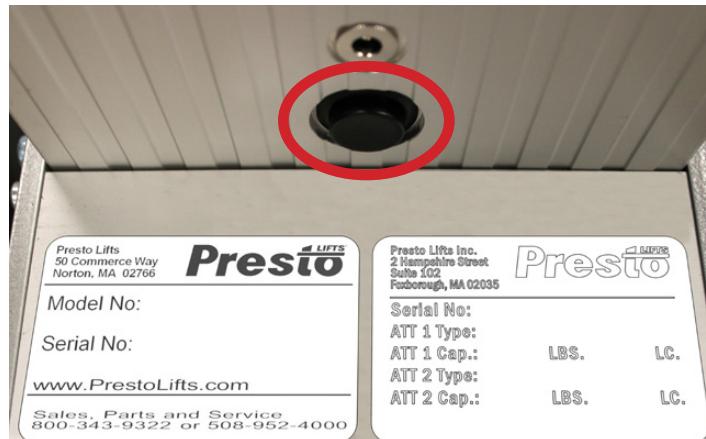 Presto Lifts
50 Commerce Way
Norton, MA 02766
Presto LIFTS
Model No:
Serial No:
www.PrestoLifts.com
Sales, Parts and Service
800-343-9322 or 508-952-4000
Presto Lifts Inc.
2 Hampshire Street
Suite 102
Foxborough, MA 02035
Presto LIFTS
Serial No:
ATT 1 Type:
ATT 1 Cap.: LBS. LC.
ATT 2 Type:
ATT 2 Cap.: LBS. LC.